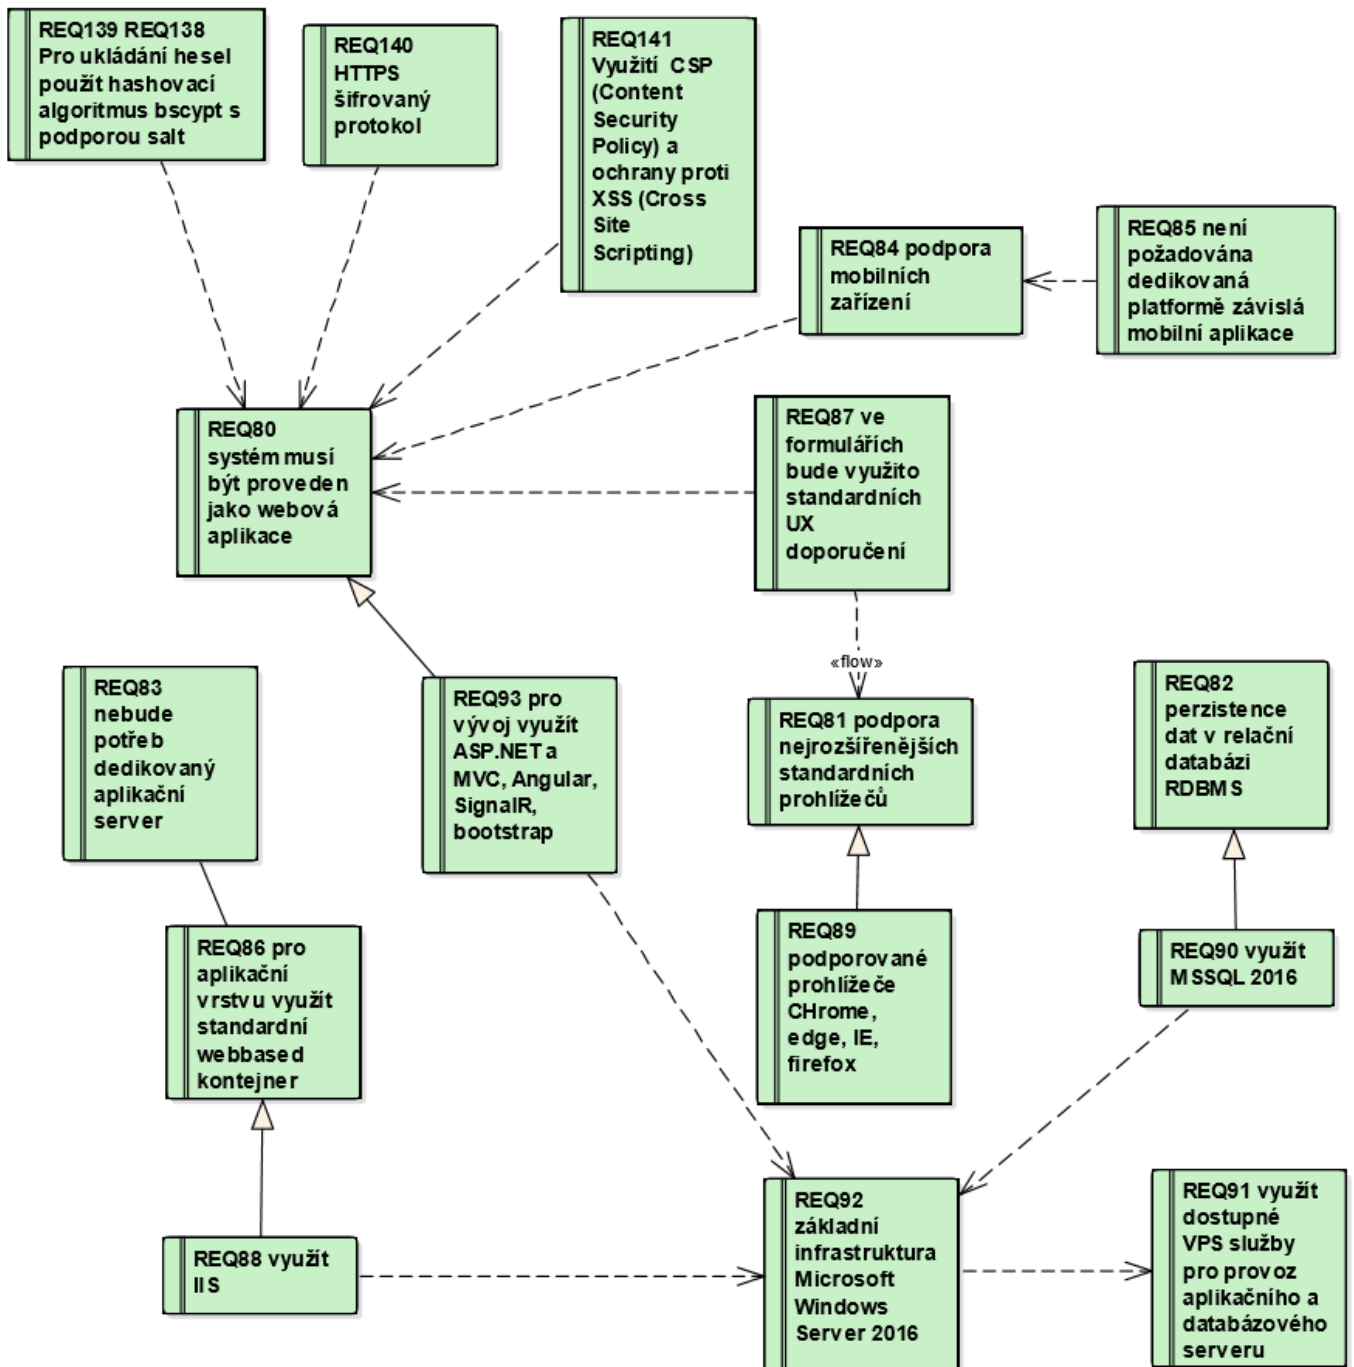 REQ139 REQ138
Pro ukládání hesel
použít hashovací
algoritmus bscypt s
podporou salt
REQ140
HTTPS
šifrovaný
protokol
REQ141
Využití CSP
(Content
Security
Policy) a
ochrany proti
XSS (Cross
Site
Scripting)
REQ84 podpora
mobilních
zařízení
REQ85 není
požadována
dedikovaná
platformě závislá
mobilní aplikace
REQ80
systém musí
být proveden
jako webová
aplikace
REQ87 ve
formulářích
bude využito
standardních
UX
doporučení
«flow»
REQ83
nebude
potřeb
dedikovaný
aplikační
server
REQ93 pro
vývoj využít
ASP.NET a
MVC, Angular,
SignalR,
bootstrap
REQ81 podpora
nejrozšířenějších
standardních
prohlížečů
REQ82
perzistence
dat v relační
databázi
RDBMS
REQ86 pro
aplikační
vrstvu využít
standardní
webbased
kontejner
REQ89
podporované
prohlížeče
CHrome,
edge, IE,
firefox
REQ90 využít
MSSQL 2016
REQ88 využít
IIS
REQ92
základní
infrastruktura
Microsoft
Windows
Server 2016
REQ91 využít
dostupné
VPS služby
pro provoz
aplikačního a
databázového
serveru